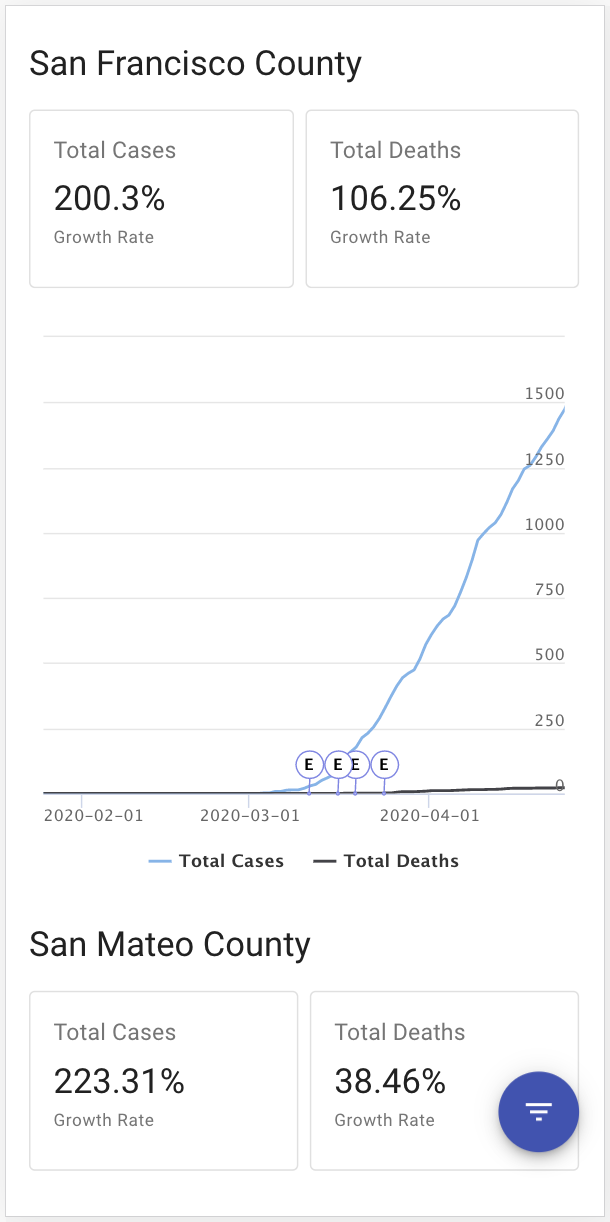 San Francisco County
Total Cases Total Deaths
200.3% 106.25%
Growth Rate Growth Rate
1500
1250
1000
750
500
250
E E E E
0
2020-02-01 2020-03-01 2020-04-01
Total Cases Total Deaths
San Mateo County
Total Cases Total Deaths
223.31% 38.46%
Growth Rate Growth Rate